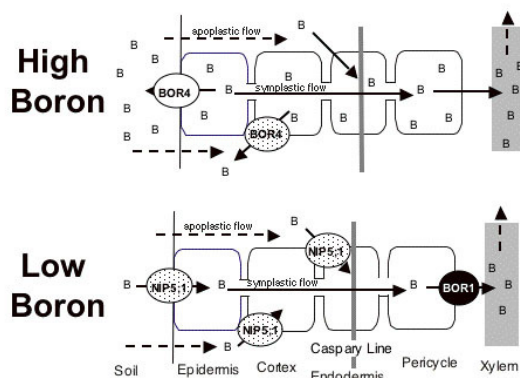 High
Boron
apoplastic flow
B
B
B
B
B
B
B
B
BOR4
B
B
B
symplastic flow
B
B
B
B
BOR4
B
B
B
B
B
B
Low
Boron
apoplastic flow
B
NIP5;1
B
NIP5;1
B
symplastic flow
B
BOR1
B
B
B
B
NIP5;1
Caspary Line
Soil
Epidermis
Cortex
Endodermis
Pericycle
Xylem